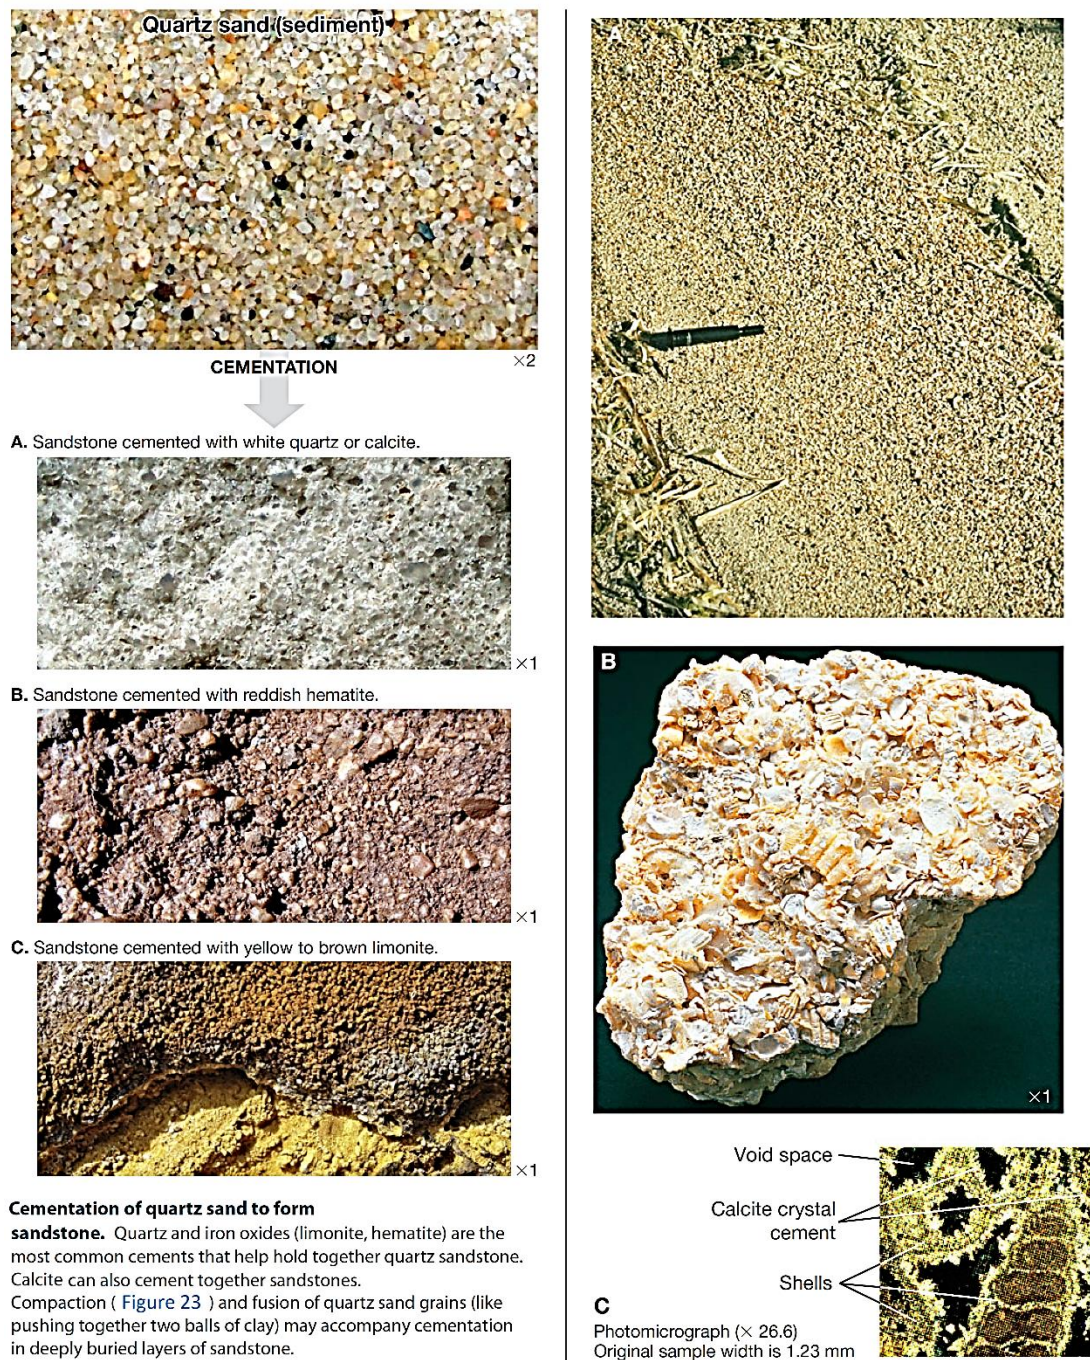 Quartz sand (sediment)
×2
CEMENTATION
A. Sandstone cemented with white quartz or calcite.
×1
B. Sandstone cemented with reddish hematite.
×1
C. Sandstone cemented with yellow to brown limonite.
×1
Cementation of quartz sand to form
sandstone. Quartz and iron oxides (limonite, hematite) are the
most common cements that help hold together quartz sandstone.
Calcite can also cement together sandstones.
Compaction ( Figure 23 ) and fusion of quartz sand grains (like
pushing together two balls of clay) may accompany cementation
in deeply buried layers of sandstone.
A
B
×1
Void space
Calcite crystal
cement
Shells
C
Photomicrograph (× 26.6)
Original sample width is 1.23 mm